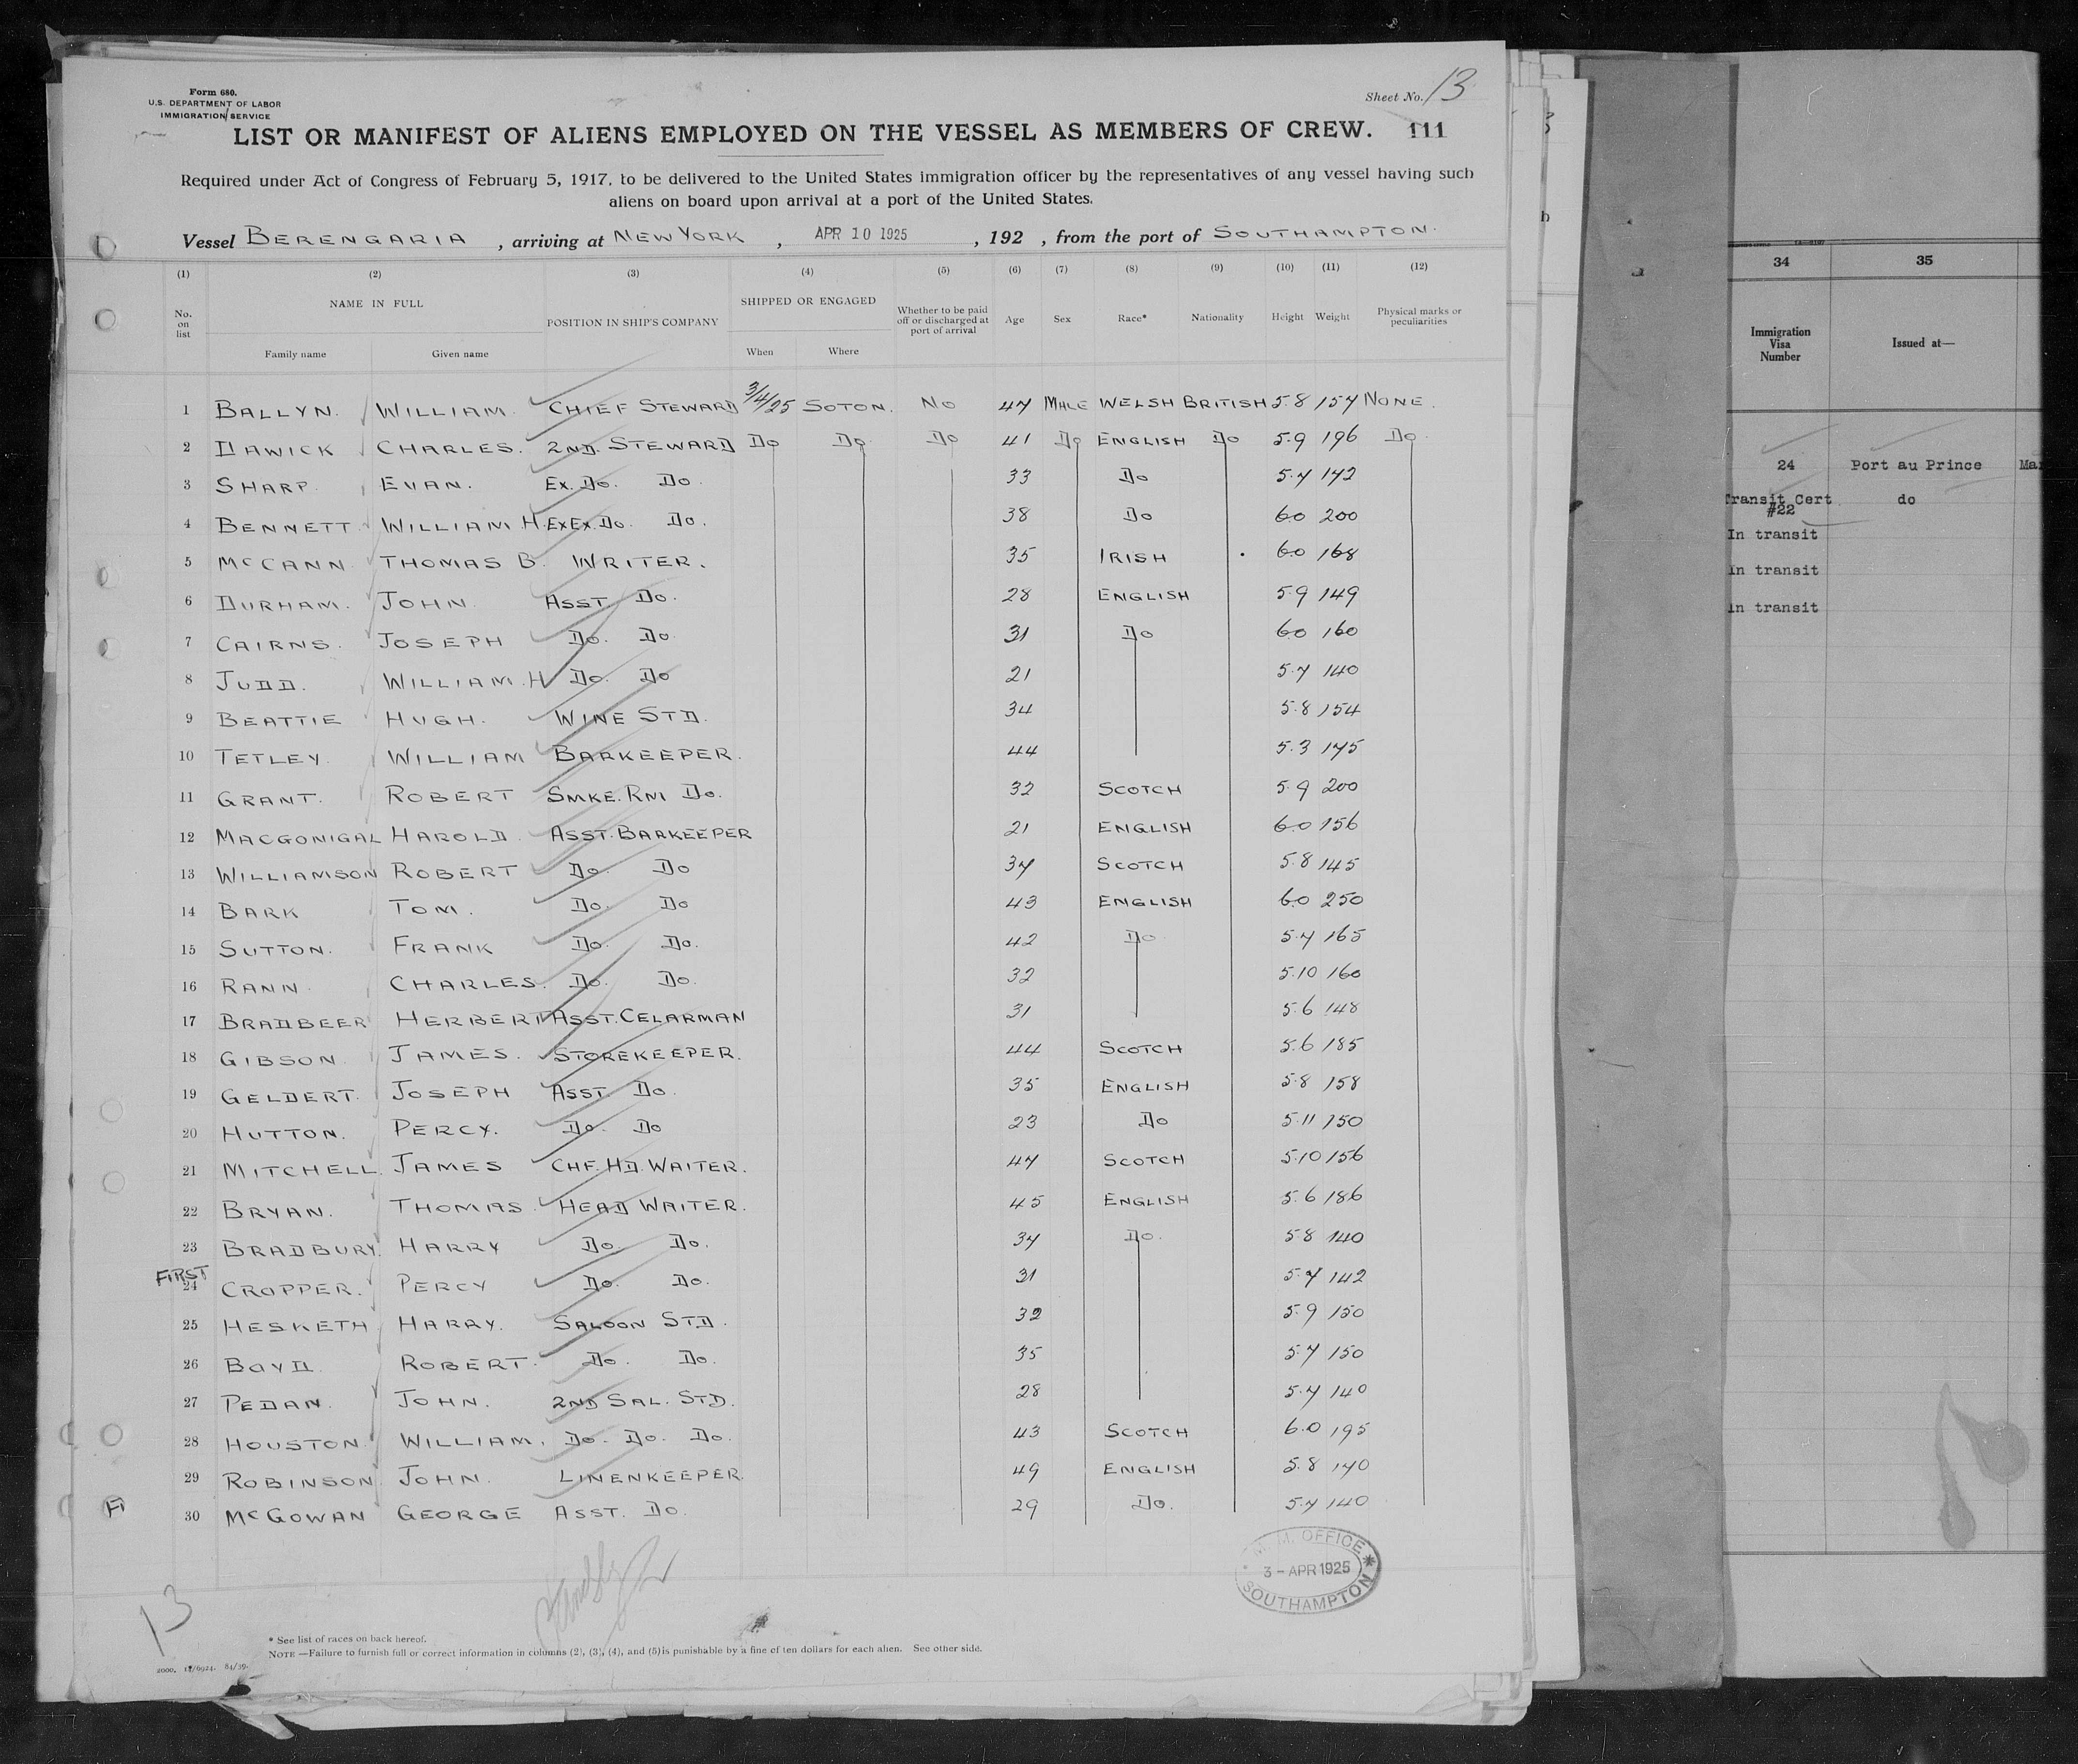 Form 680.
U.S. DEPARTMENT OF LABOR
IMMIGRATION SERVICE
Sheet No. 13
LIST OR MANIFEST OF ALIENS EMPLOYED ON THE VESSEL AS MEMBERS OF CREW. 111
Required under Act of Congress of February 5, 1917, to be delivered to the United States immigration officer by the representatives of any vessel having such
aliens on board upon arrival at a port of the United States.
Vessel BERENGARIA, arriving at NEW YORK, APR 10 1925, 192 , from the port of SOUTHAMPTON.
(1) (2) (3) (4) (5) (6) (7) (8) (9) (10) (11) (12)
No. on list NAME IN FULL POSITION IN SHIP'S COMPANY SHIPPED OR ENGAGED Whether to be paid off or discharged at port of arrival Age Sex Race* Nationality Height Weight Physical marks or peculiarities
Family name Given name When Where
1 BALLYN. WILLIAM. CHIEF STEWARD 3/4/25 SOTON. No 47 MALE WELSH BRITISH 5.8 157 NONE.
2 DAWICK CHARLES. 2ND. STEWARD Do Do Do 41 Do ENGLISH Do 5.9 196 Do
3 SHARP. EVAN. Ex. Do. Do. 33 Do 5.7 172
4 BENNETT WILLIAM H. Ex Ex. Do. Do. 38 Do 6.0 200
5 McCANN THOMAS B. WRITER. 35 IRISH 6.0 168
6 DURHAM. JOHN. ASST. Do. 28 ENGLISH 5.9 149
7 CAIRNS. JOSEPH Do. Do. 31 Do 6.0 160
8 JUDD. WILLIAM. H Do. Do 21 5.7 140
9 BEATTIE HUGH. WINE STD. 34 5.8 154
10 TETLEY WILLIAM BARKEEPER. 44 5.3 175
11 GRANT. ROBERT SMKE. RM Do. 32 SCOTCH 5.9 200
12 MACGONIGAL HAROLD. ASST. BARKEEPER 21 ENGLISH 6.0 156
13 WILLIAMSON ROBERT Do. Do 37 SCOTCH 5.8 145
14 BARK TOM. Do. Do 43 ENGLISH 6.0 250
15 SUTTON. FRANK Do. Do. 42 Do 5.7 165
16 RANN. CHARLES. Do. Do. 32 5.10 160
17 BRADBEER HERBERT ASST. CELARMAN 31 5.6 148
18 GIBSON JAMES. STOREKEEPER. 44 SCOTCH 5.6 185
19 GELDERT. JOSEPH ASST Do. 35 ENGLISH 5.8 158
20 HUTTON. PERCY. Do. Do 23 Do 5.11 150
21 MITCHELL. JAMES CHF. HD. WAITER. 47 SCOTCH 5.10 156
22 BRYAN. THOMAS. HEAD WAITER. 45 ENGLISH 5.6 186
23 BRADBURY. HARRY Do. Do. 37 Do. 5.8 140
FIRST
24 CROPPER. PERCY Do. Do. 31 5.7 142
25 HESKETH HARRY. SALOON STD. 32 5.9 150
26 BOYD. ROBERT. Do. Do. 35 5.7 150
27 PEDAN. JOHN. 2ND SAL. STD. 28 5.7 140
28 HOUSTON WILLIAM. Do. Do. Do. 43 SCOTCH 6.0 195
29 ROBINSON JOHN. LINENKEEPER. 49 ENGLISH 5.8 170
30 McGOWAN GEORGE ASST. Do. 29 Do. 5.7 140
M. OFFICE
3 - APR 1925
SOUTHAMPTON
13
* See list of races on back hereof.
NOTE —Failure to furnish full or correct information in columns (2), (3), (4), and (5) is punishable by a fine of ten dollars for each alien. See other side.
34 35
Immigration Visa Number Issued at—
24 Port au Prince
Transit Cert do
#22
In transit
In transit
In transit